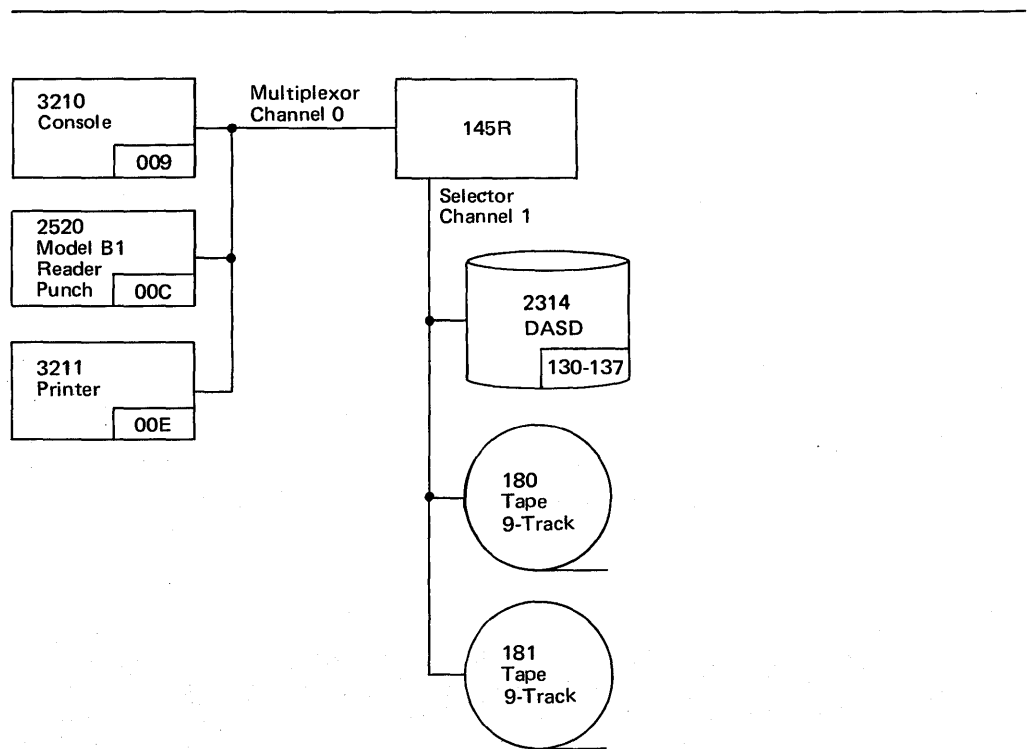 3210
Console
009
Multiplexor
Channel 0
145R
2520
Model B1
Reader
Punch
00C
3211
Printer
00E
Selector
Channel 1
2314
DASD
130-137
180
Tape
9-Track
181
Tape
9-Track